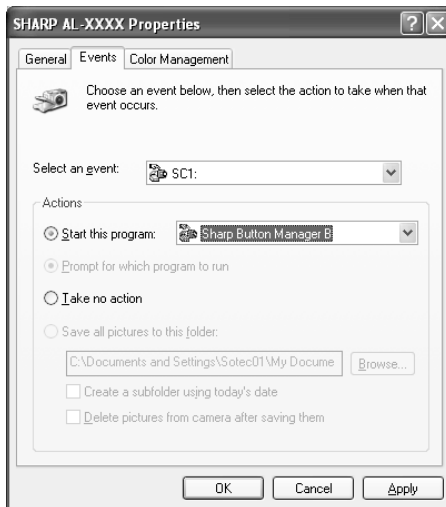 SHARP AL-XXXX Properties
General Events Color Management
Choose an event below, then select the action to take when that
event occurs.
Select an event: SC1:
Actions
Start this program: Sharp Button Manager B
Prompt for which program to run
Take no action
Save all pictures to this folder:
C:\Documents and Settings\Sotec01\My Docume Browse...
Create a subfolder using today's date
Delete pictures from camera after saving them
OK Cancel Apply